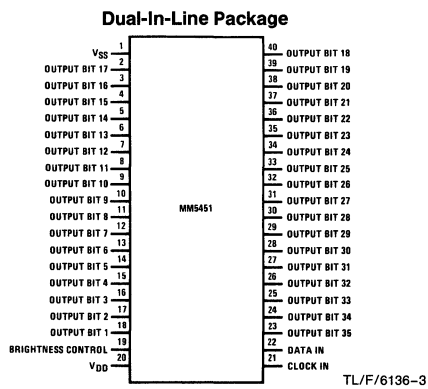 Dual-In-Line Package
1
VSS
2
OUTPUT BIT 17
3
OUTPUT BIT 16
4
OUTPUT BIT 15
5
OUTPUT BIT 14
6
OUTPUT BIT 13
7
OUTPUT BIT 12
8
OUTPUT BIT 11
9
OUTPUT BIT 10
10
OUTPUT BIT 9
11
OUTPUT BIT 8
12
OUTPUT BIT 7
13
OUTPUT BIT 6
14
OUTPUT BIT 5
15
OUTPUT BIT 4
16
OUTPUT BIT 3
17
OUTPUT BIT 2
18
OUTPUT BIT 1
19
BRIGHTNESS CONTROL
20
VDD
MM5451
40
OUTPUT BIT 18
39
OUTPUT BIT 19
38
OUTPUT BIT 20
37
OUTPUT BIT 21
36
OUTPUT BIT 22
35
OUTPUT BIT 23
34
OUTPUT BIT 24
33
OUTPUT BIT 25
32
OUTPUT BIT 26
31
OUTPUT BIT 27
30
OUTPUT BIT 28
29
OUTPUT BIT 29
28
OUTPUT BIT 30
27
OUTPUT BIT 31
26
OUTPUT BIT 32
25
OUTPUT BIT 33
24
OUTPUT BIT 34
23
OUTPUT BIT 35
22
DATA IN
21
CLOCK IN
TL/F/6136-3